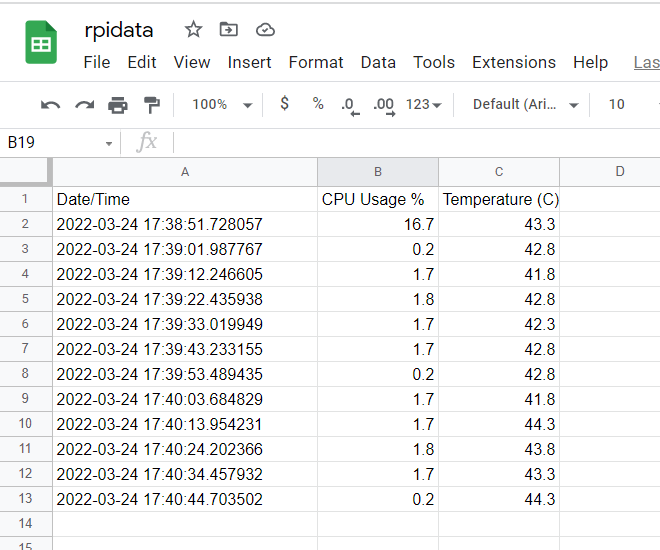 rpidata
File Edit View Insert Format Data Tools Extensions Help Las
100% $ % .0 .00 123 Default (Ari... 10
B19 fx
A B C D
1 Date/Time CPU Usage % Temperature (C)
2 2022-03-24 17:38:51.728057 16.7 43.3
3 2022-03-24 17:39:01.987767 0.2 42.8
4 2022-03-24 17:39:12.246605 1.7 41.8
5 2022-03-24 17:39:22.435938 1.8 42.8
6 2022-03-24 17:39:33.019949 1.7 42.3
7 2022-03-24 17:39:43.233155 1.7 42.8
8 2022-03-24 17:39:53.489435 0.2 42.8
9 2022-03-24 17:40:03.684829 1.7 41.8
10 2022-03-24 17:40:13.954231 1.7 44.3
11 2022-03-24 17:40:24.202366 1.8 43.8
12 2022-03-24 17:40:34.457932 1.7 43.3
13 2022-03-24 17:40:44.703502 0.2 44.3
14
15